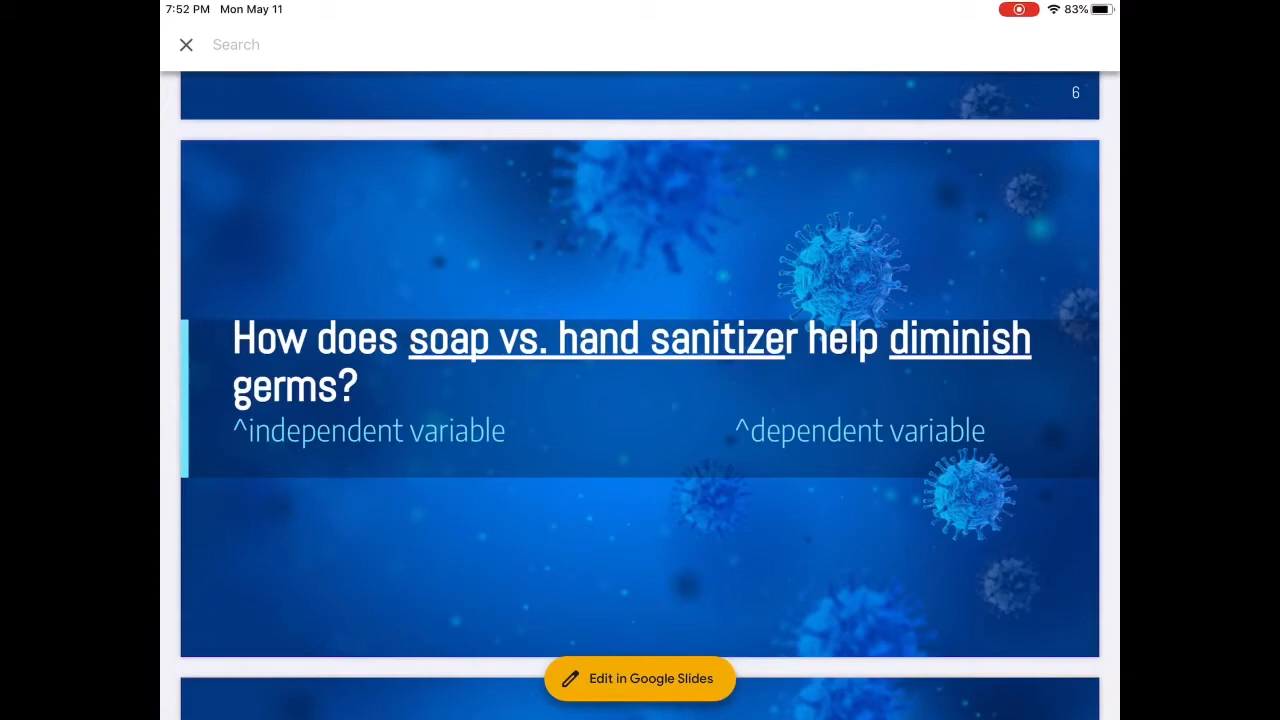 7:52 PM Mon May 11
83%
Search
6
How does soap vs. hand sanitizer help diminish
germs?
^independent variable ^dependent variable
Edit in Google Slides